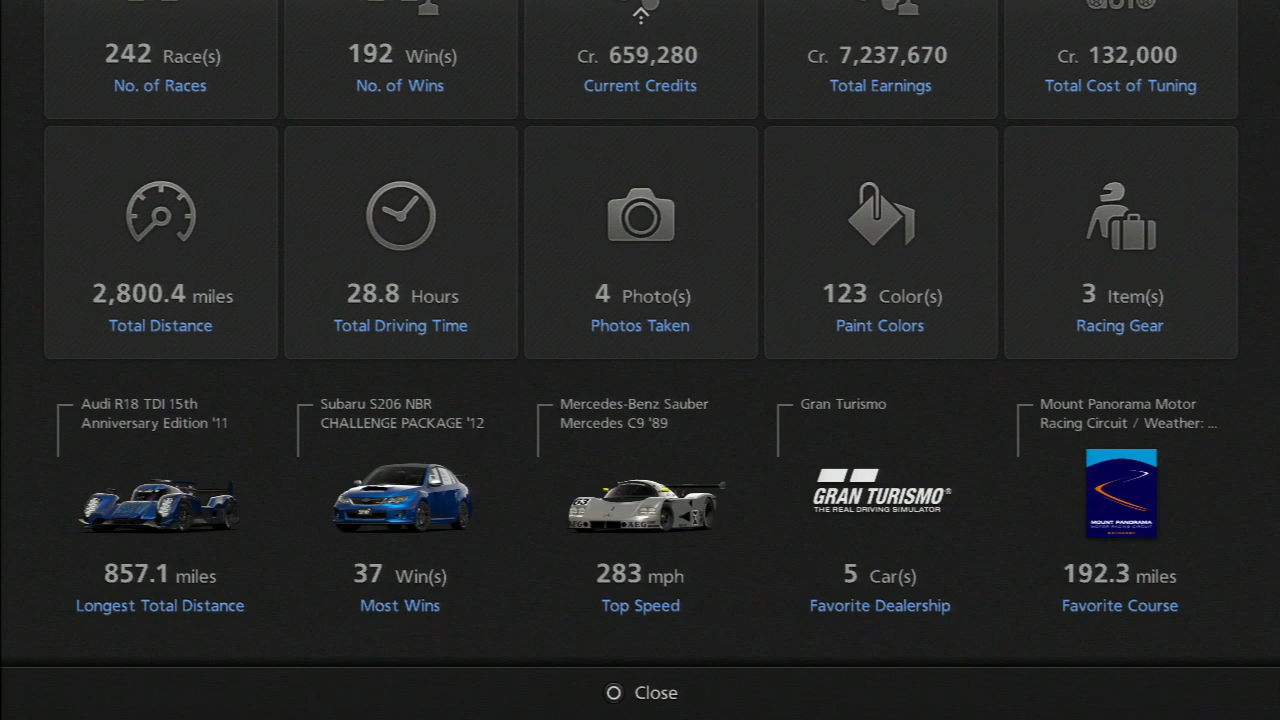 242 Race(s)
No. of Races
192 Win(s)
No. of Wins
Cr. 659,280
Current Credits
Cr. 7,237,670
Total Earnings
Cr. 132,000
Total Cost of Tuning
2,800.4 miles
Total Distance
28.8 Hours
Total Driving Time
4 Photo(s)
Photos Taken
123 Color(s)
Paint Colors
3 Item(s)
Racing Gear
Audi R18 TDI 15th
Anniversary Edition '11
857.1 miles
Longest Total Distance
Subaru S206 NBR
CHALLENGE PACKAGE '12
37 Win(s)
Most Wins
Mercedes-Benz Sauber
Mercedes C9 '89
AEG
283 mph
Top Speed
Gran Turismo
GRAN TURISMO®
THE REAL DRIVING SIMULATOR
5 Car(s)
Favorite Dealership
Mount Panorama Motor
Racing Circuit / Weather: ...
MOUNT PANORAMA
MOTOR RACING CIRCUIT
192.3 miles
Favorite Course
Close